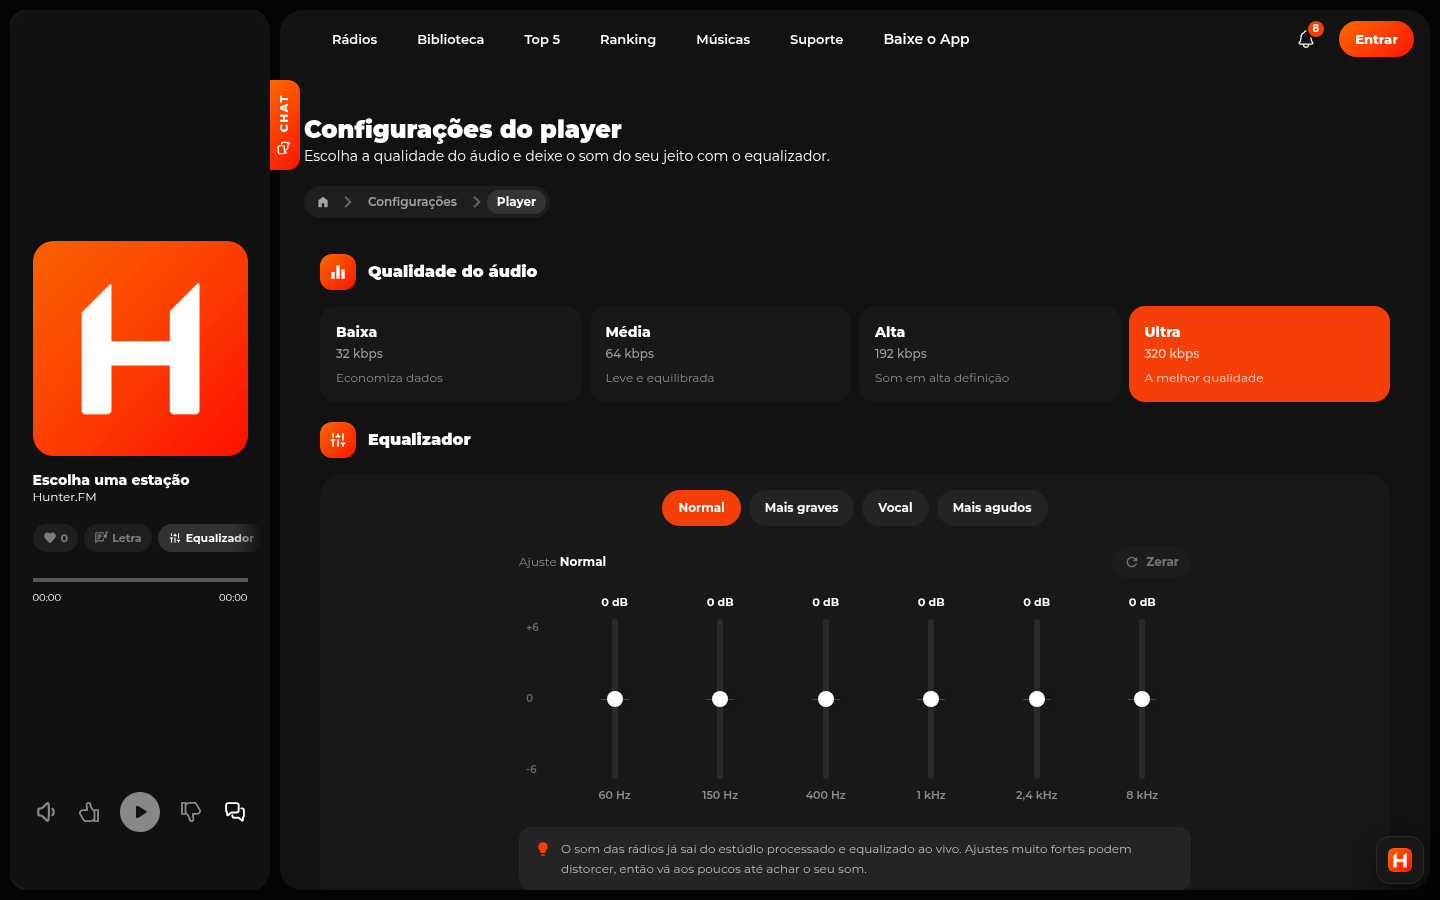 Rádios
Biblioteca
Top 5
Ranking
Músicas
Suporte
Baixe o App
8
Entrar
CHAT
Configurações do player
Escolha a qualidade do áudio e deixe o som do seu jeito com o equalizador.
Configurações
Player
Escolha uma estação
Hunter.FM
0
Letra
Equalizador
00:00
00:00
Qualidade do áudio
Baixa
32 kbps
Economiza dados
Média
64 kbps
Leve e equilibrada
Alta
192 kbps
Som em alta definição
Ultra
320 kbps
A melhor qualidade
Equalizador
Normal
Mais graves
Vocal
Mais agudos
Ajuste Normal
Zerar
0 dB
0 dB
0 dB
0 dB
0 dB
0 dB
+6
0
-6
60 Hz
150 Hz
400 Hz
1 kHz
2,4 kHz
8 kHz
O som das rádios já sai do estúdio processado e equalizado ao vivo. Ajustes muito fortes podem
distorcer, então vá aos poucos até achar o seu som.